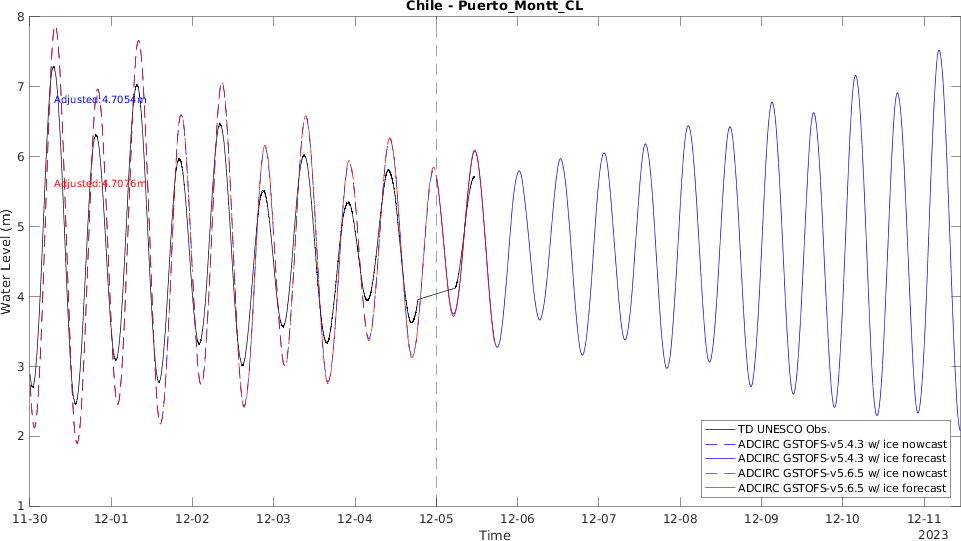 Chile - Puerto_Montt_CL
8
7
6
5
4
3
2
1
Water Level (m)
Adjusted:4.7054m
Adjusted:4.7076m
TD UNESCO Obs.
ADCIRC GSTOFS-v5.4.3 w/ ice nowcast
ADCIRC GSTOFS-v5.4.3 w/ ice forecast
ADCIRC GSTOFS-v5.6.5 w/ ice nowcast
ADCIRC GSTOFS-v5.6.5 w/ ice forecast
11-30 12-01 12-02 12-03 12-04 12-05 12-06 12-07 12-08 12-09 12-10 12-11
Time
2023